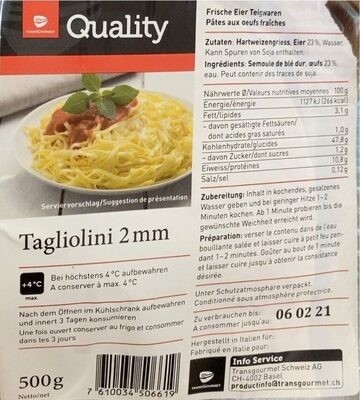 TRANSGOURMET
Quality
Serviervorschlag/Suggestion de présentation
Tagliolini 2 mm
+4°C
max.
Bei höchstens 4 °C aufbewahren
A conserver à max. 4°C
Nach dem Öffnen im Kühlschrank aufbewahren
und innert 3 Tagen konsumieren
Une fois ouvert conserver au frigo et consommer
dans les 3 jours
500g
Netto/net
7 610034 506619
Frische Eier Teigwaren
Pâtes aux oeufs fraîches
Zutaten: Hartweizengriess, Eier 23 %, Wasser.
Kann Spuren von Soja enthalten.
Ingrédients: Semoule de blé dur, œufs 23 %,
eau. Peut contenir des traces de soja.
Nährwerte Ø/Valeurs nutritives moyennes 100 g
Energie/énergie 1127 kJ (266 kcal)
Fett/lipides 3,1 g
– davon gesättigte Fettsäuren/
dont acides gras saturés 1,0 g
Kohlenhydrate/glucides 47,8 g
– davon Zucker/dont sucres 1,2 g
Eiweiss/protéines 10,8 g
Salz/sel 0,12 g
Zubereitung: Inhalt in kochendes, gesalzenes
Wasser geben und bei geringer Hitze 1–2
Minuten kochen. Ab 1 Minute probieren bis die
gewünschte Weichheit erreicht wird.
Préparation: verser le contenu dans de l'eau
bouillante salée et laisser cuire à petit feu pen-
dant 1–2 minutes. Goûter au bout de 1 minute
et laisser cuire jusqu'à obtenir la consistance
désirée.
Unter Schutzatmosphäre verpackt.
Conditionné sous atmosphère protectrice.
Zu verbrauchen bis: 06 02 21
À consommer jusqu'au:
Hergestellt in Italien für:
Fabriqué en Italie pour:
Info Service
Transgourmet Schweiz AG
CH-4002 Basel
productinfo@transgourmet.ch